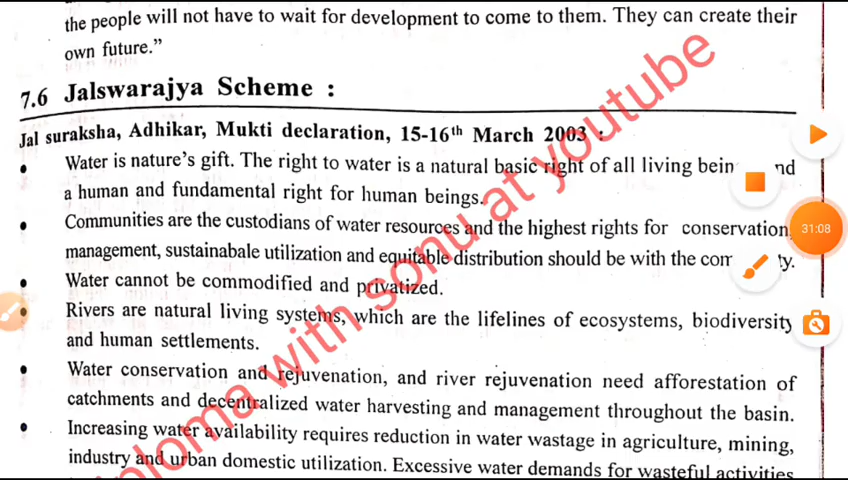 the people will not have to wait for development to come to them. They can create their
own future.”
7.6 Jalswarajya Scheme :
Jal suraksha, Adhikar, Mukti declaration, 15-16th March 2003 :
• Water is nature’s gift. The right to water is a natural basic right of all living bein nd
a human and fundamental right for human beings.
• Communities are the custodians of water resources and the highest rights for conservation,
management, sustainabale utilization and equitable distribution should be with the com ty.
• Water cannot be commodified and privatized.
• Rivers are natural living systems, which are the lifelines of ecosystems, biodiversity
and human settlements.
• Water conservation and rejuvenation, and river rejuvenation need afforestation of
catchments and decentralized water harvesting and management throughout the basin.
• Increasing water availability requires reduction in water wastage in agriculture, mining,
industry and urban domestic utilization. Excessive water demands for wasteful activities
31:08
ploma with sonu at youtube